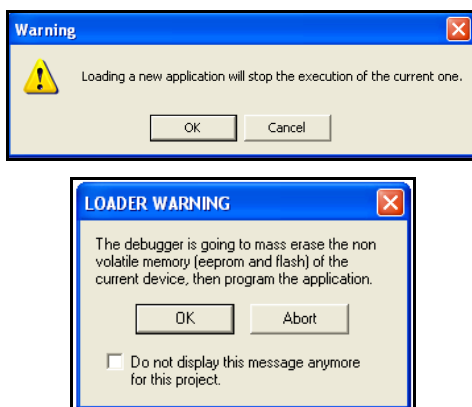 Warning
Loading a new application will stop the execution of the current one.
OK
Cancel
LOADER WARNING
The debugger is going to mass erase the non
volatile memory (eeprom and flash) of the
current device, then program the application.
OK
Abort
Do not display this message anymore
for this project.